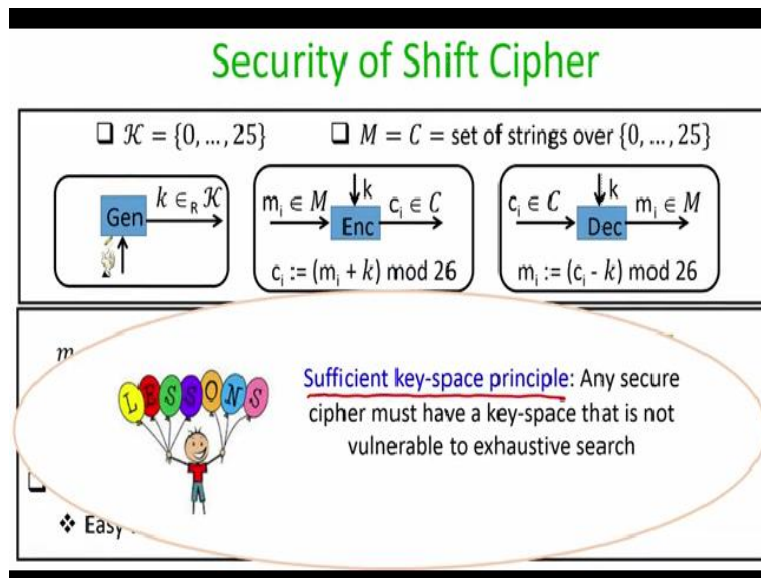 Security of Shift Cipher
❑ 𝒦 = {0, ..., 25} ❑ M = C = set of strings over {0, ..., 25}
Gen k ∈R 𝒦
mi ∈ M k ci ∈ C
Enc
ci := (mi + k) mod 26
ci ∈ C k mi ∈ M
Dec
mi := (ci - k) mod 26
m
LESSONS
Sufficient key-space principle: Any secure
cipher must have a key-space that is not
vulnerable to exhaustive search
❖ Easy